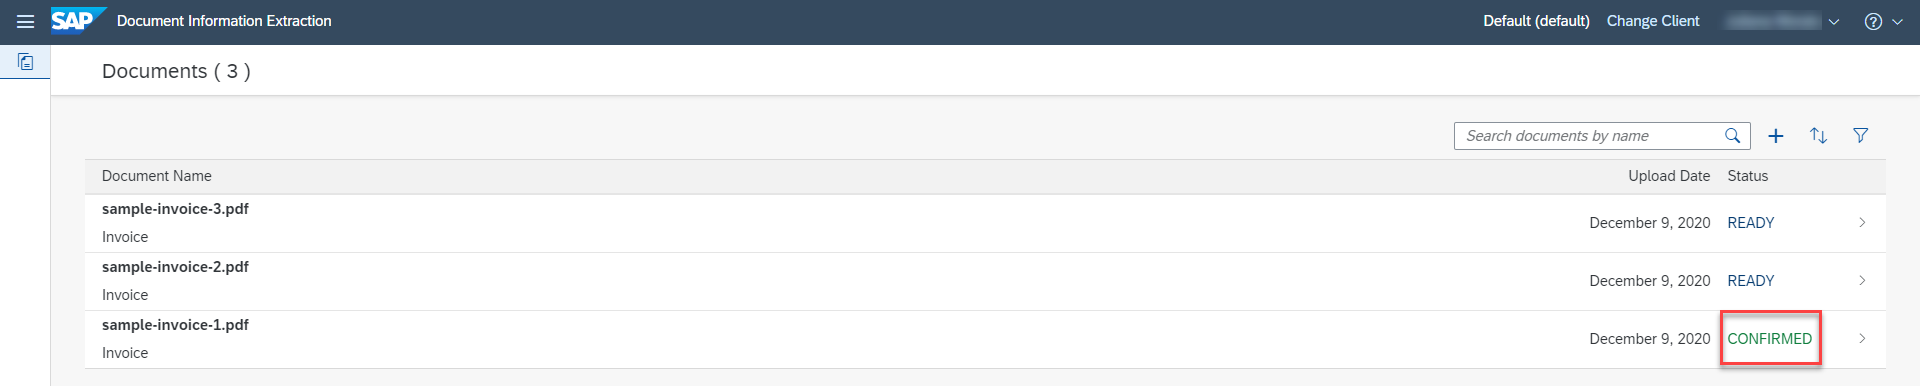 SAP Document Information Extraction Default (default) Change Client
Documents ( 3 )
Search documents by name
Document Name Upload Date Status
sample-invoice-3.pdf
Invoice December 9, 2020 READY
sample-invoice-2.pdf
Invoice December 9, 2020 READY
sample-invoice-1.pdf
Invoice December 9, 2020 CONFIRMED